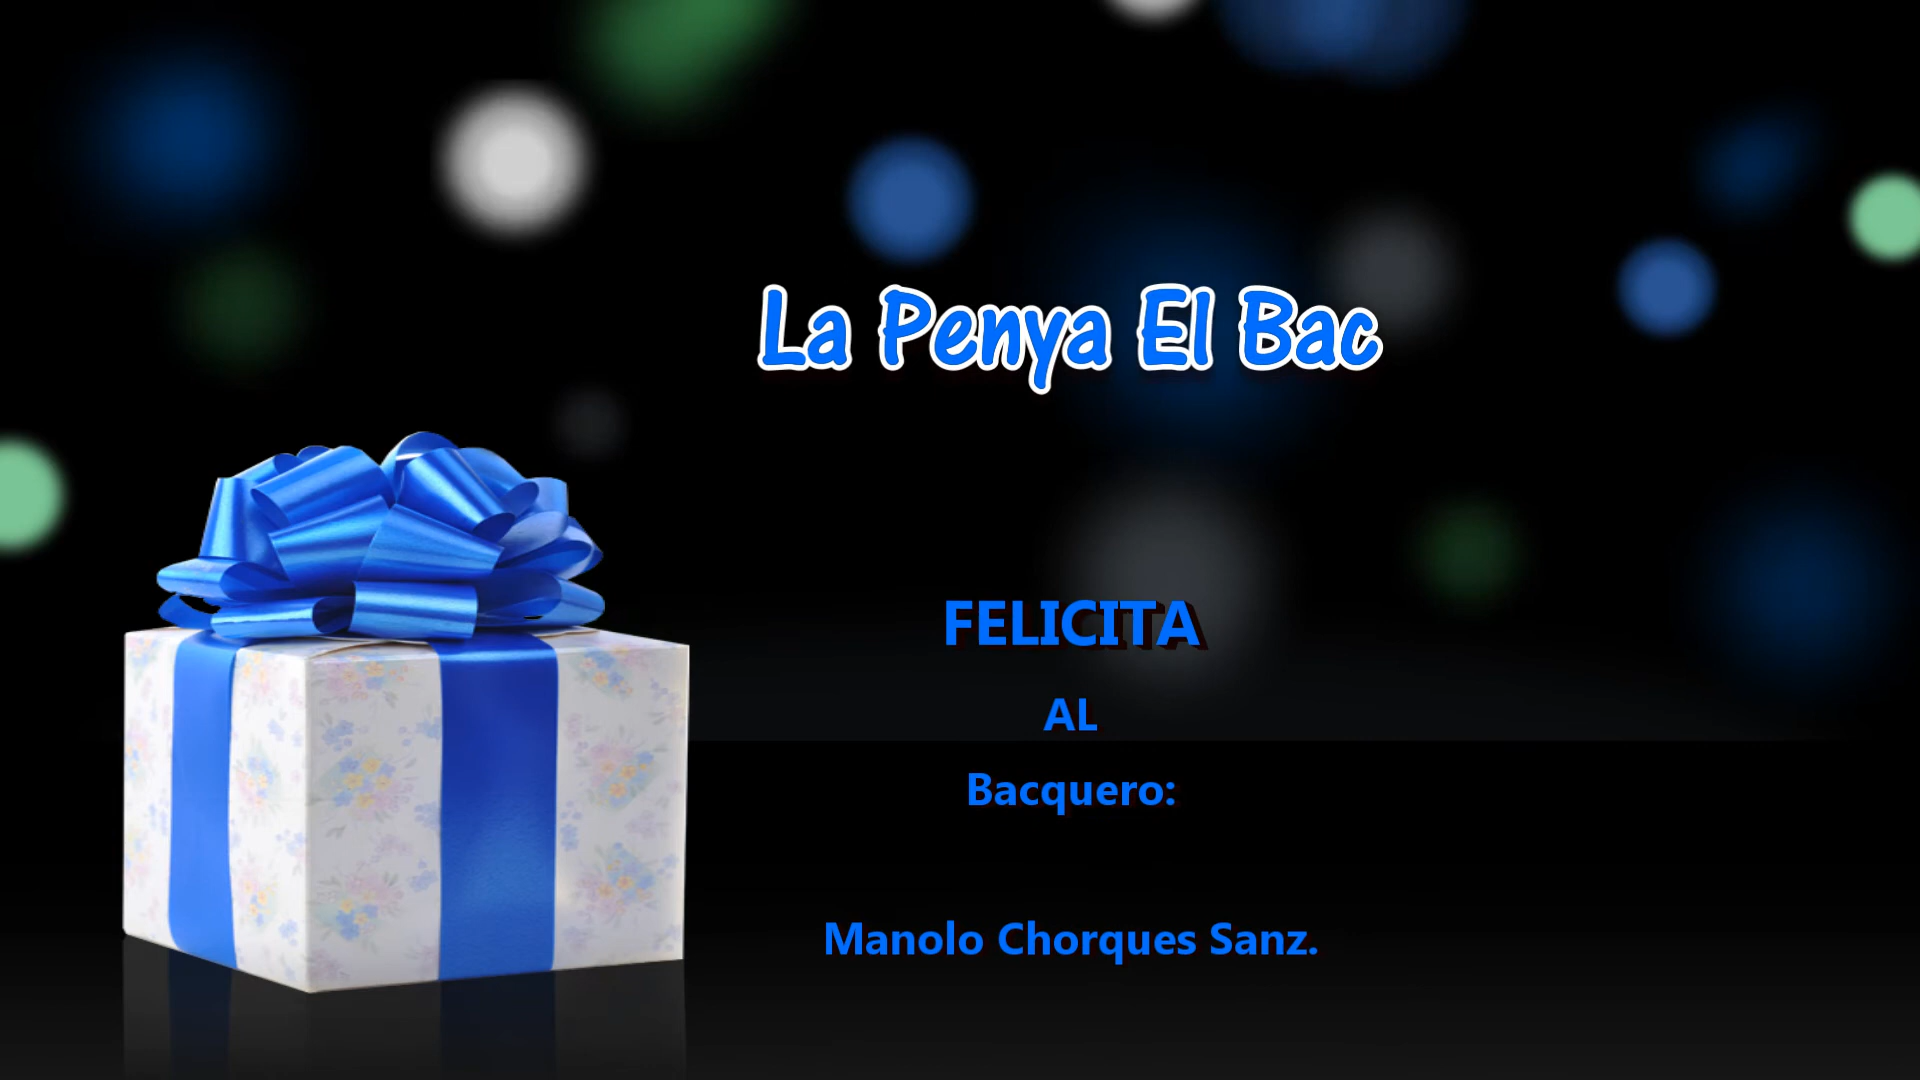 La Penya El Bac
FELICITA
AL
Bacquero:
Manolo Chorques Sanz.